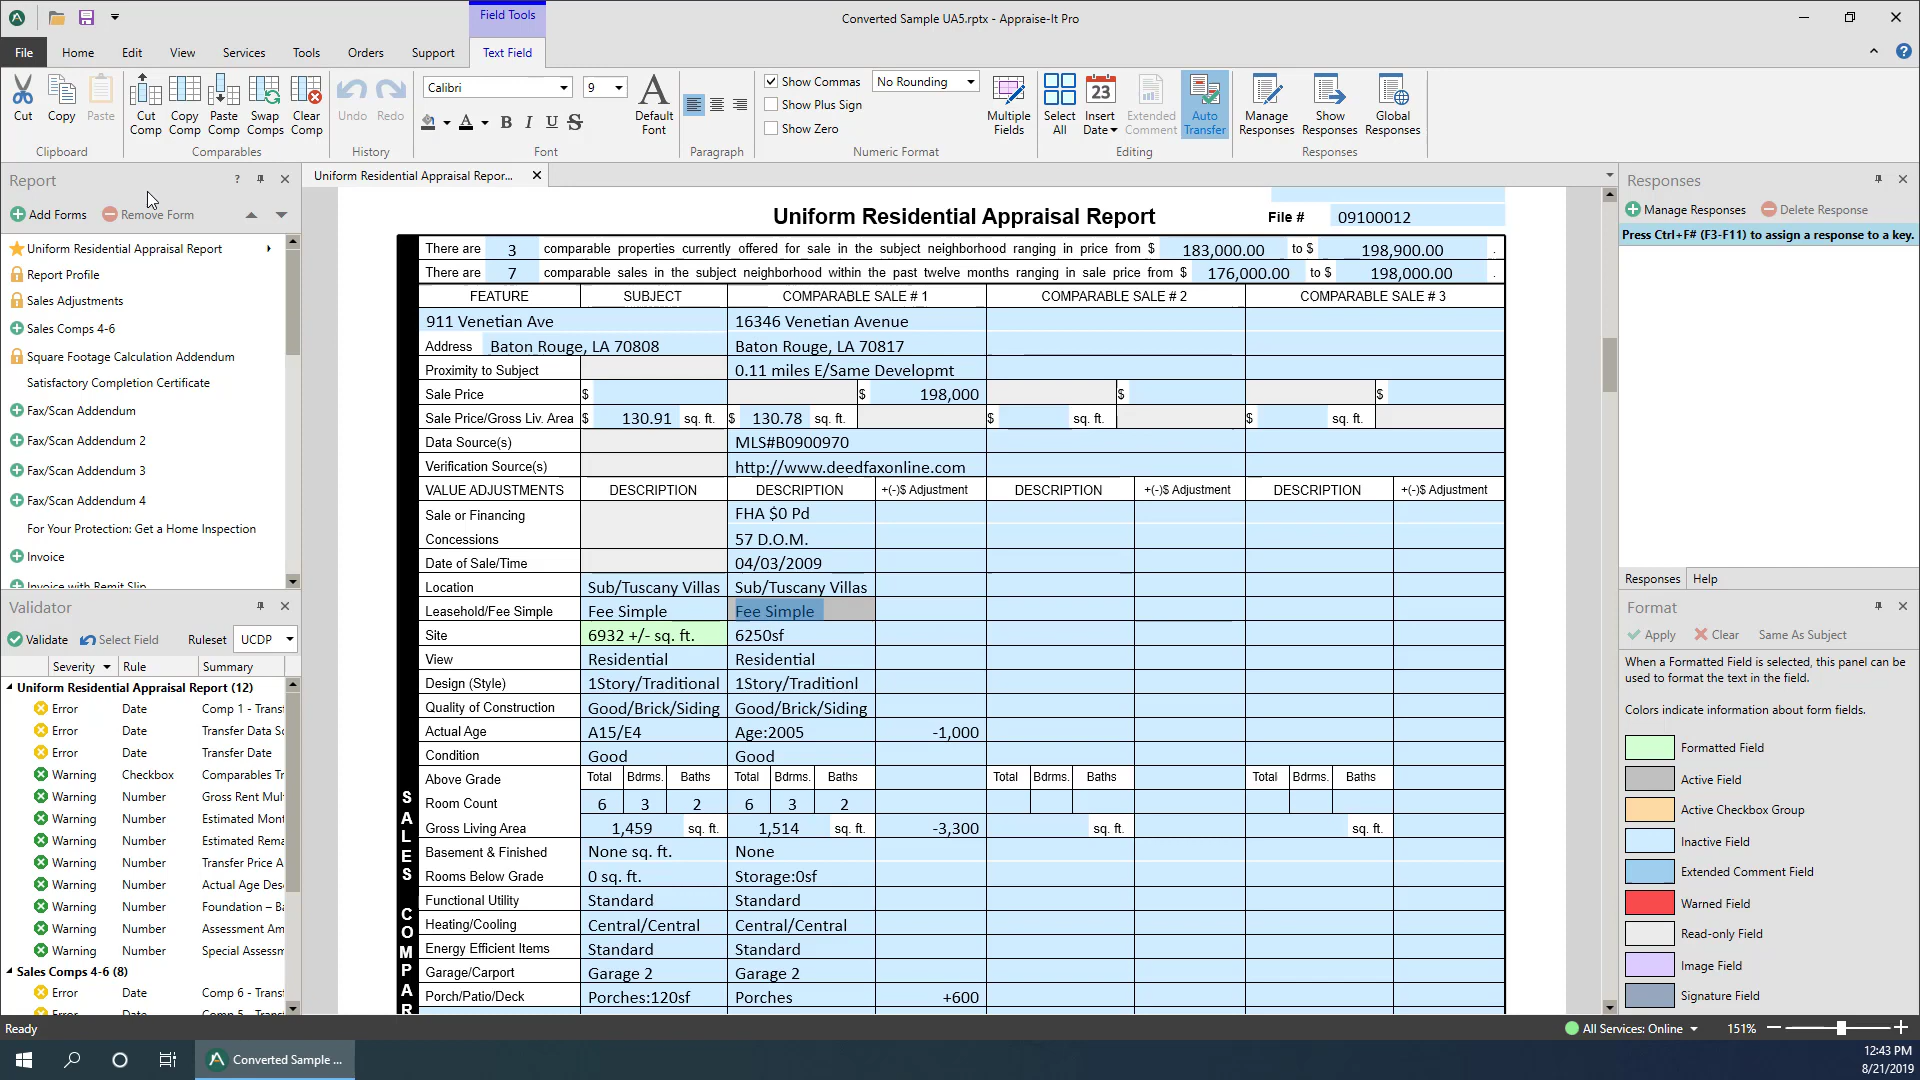 Field Tools
Converted Sample UA5.rptx - Appraise-It Pro
File Home Edit View Services Tools Orders Support Text Field
Cut
Copy
Paste
Cut Comp
Copy Comp
Paste Comp
Swap Comps
Clear Comp
Undo
Redo
Calibri 9
B I U S
Default Font
Show Commas
Show Plus Sign
Show Zero
No Rounding
Multiple Fields
Select All
23
Insert Date
Extended Comment
Auto Transfer
Manage Responses
Show Responses
Global Responses
Clipboard Comparables History Font Paragraph Numeric Format Editing Responses
Report ?
Add Forms Remove Form
Uniform Residential Appraisal Report
Report Profile
Sales Adjustments
Sales Comps 4-6
Square Footage Calculation Addendum
Satisfactory Completion Certificate
Fax/Scan Addendum
Fax/Scan Addendum 2
Fax/Scan Addendum 3
Fax/Scan Addendum 4
For Your Protection: Get a Home Inspection
Invoice
Invoice with Remit Slip
Validator
Validate Select Field Ruleset UCDP
Severity Rule Summary
Uniform Residential Appraisal Report (12)
Error Date Comp 1 - Transf
Error Date Transfer Data So
Error Date Transfer Date
Warning Checkbox Comparables Tr
Warning Number Gross Rent Mul
Warning Number Estimated Mont
Warning Number Estimated Rema
Warning Number Transfer Price A
Warning Number Actual Age Des
Warning Number Foundation – Ba
Warning Number Assessment Am
Warning Number Special Assessm
Sales Comps 4-6 (8)
Error Date Comp 6 - Transf
Error Date Comp 5 - Transf
Uniform Residential Appraisal Repor...
Uniform Residential Appraisal Report File # 09100012
There are 3 comparable properties currently offered for sale in the subject neighborhood ranging in price from $ 183,000.00 to $ 198,900.00 .
There are 7 comparable sales in the subject neighborhood within the past twelve months ranging in sale price from $ 176,000.00 to $ 198,000.00 .
FEATURE SUBJECT COMPARABLE SALE # 1 COMPARABLE SALE # 2 COMPARABLE SALE # 3
911 Venetian Ave 16346 Venetian Avenue
Address Baton Rouge, LA 70808 Baton Rouge, LA 70817
Proximity to Subject 0.11 miles E/Same Developmt
Sale Price $ $ 198,000 $ $
Sale Price/Gross Liv. Area $ 130.91 sq. ft. $ 130.78 sq. ft. $ sq. ft. $ sq. ft.
Data Source(s) MLS#B0900970
Verification Source(s) http://www.deedfaxonline.com
VALUE ADJUSTMENTS DESCRIPTION DESCRIPTION +(-)$ Adjustment DESCRIPTION +(-)$ Adjustment DESCRIPTION +(-)$ Adjustment
Sale or Financing FHA $0 Pd
Concessions 57 D.O.M.
Date of Sale/Time 04/03/2009
Location Sub/Tuscany Villas Sub/Tuscany Villas
Leasehold/Fee Simple Fee Simple Fee Simple
Site 6932 +/- sq. ft. 6250sf
View Residential Residential
Design (Style) 1Story/Traditional 1Story/Traditionl
Quality of Construction Good/Brick/Siding Good/Brick/Siding
Actual Age A15/E4 Age:2005 -1,000
Condition Good Good
Above Grade Total Bdrms. Baths Total Bdrms. Baths Total Bdrms. Baths Total Bdrms. Baths
Room Count 6 3 2 6 3 2
Gross Living Area 1,459 sq. ft. 1,514 sq. ft. -3,300 sq. ft. sq. ft.
Basement & Finished None sq. ft. None
Rooms Below Grade 0 sq. ft. Storage:0sf
Functional Utility Standard Standard
Heating/Cooling Central/Central Central/Central
Energy Efficient Items Standard Standard
Garage/Carport Garage 2 Garage 2
Porch/Patio/Deck Porches:120sf Porches +600
SALES COMPAR
Responses
Manage Responses Delete Response
Press Ctrl+F# (F3-F11) to assign a response to a key.
Responses Help
Format
Apply Clear Same As Subject
When a Formatted Field is selected, this panel can be
used to format the text in the field.
Colors indicate information about form fields.
Formatted Field
Active Field
Active Checkbox Group
Inactive Field
Extended Comment Field
Warned Field
Read-only Field
Image Field
Signature Field
Ready All Services: Online 151%
Converted Sample ...
12:43 PM
8/21/2019